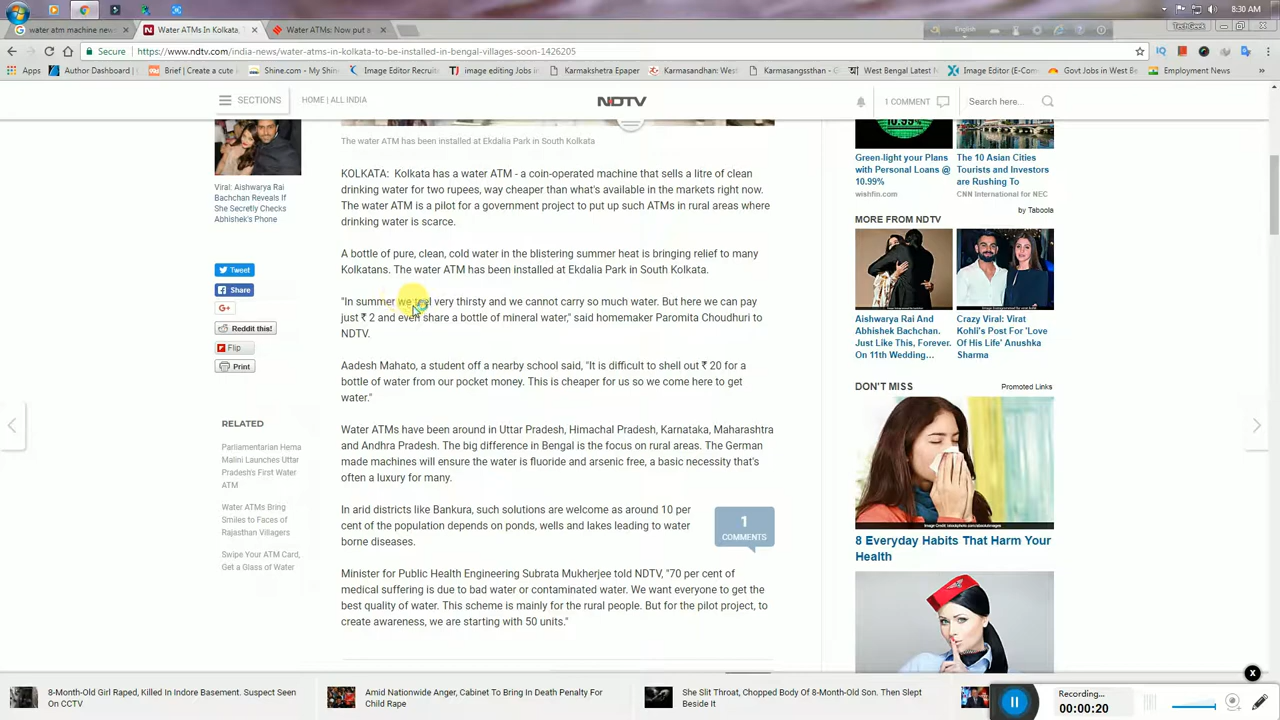 8:30 AM
water atm machine new
Water ATMs In Kolkata,
Water ATMs: Now put a
TechGeek
English
Secure
https://www.ndtv.com/india-news/water-atms-in-kolkata-to-be-installed-in-bengal-villages-soon-1426205
Apps
Author Dashboard
Brief | Create a cute
Shine.com - My Shine
Image Editor Recruite
image editing Jobs in
Karmakshetra Epaper
Karmasandhan: West
Karmasangssthan - G
West Bengal Latest G
Image Editor (E-Com
Govt Jobs in West Be
Employment News
SECTIONS
HOME | ALL INDIA
NDTV
1 COMMENT
Search here...
Viral: Aishwarya Rai
Bachchan Reveals If
She Secretly Checks
Abhishek's Phone
Tweet
Share
G+
Reddit this!
Flip
Print
RELATED
Parliamentarian Hema
Malini Launches Uttar
Pradesh's First Water
ATM
Water ATMs Bring
Smiles to Faces of
Rajasthan Villagers
Swipe Your ATM Card,
Get a Glass of Water
The water ATM has been installed at Ekdalia Park in South Kolkata
KOLKATA: Kolkata has a water ATM - a coin-operated machine that sells a litre of clean
drinking water for two rupees, way cheaper than what's available in the markets right now.
The water ATM is a pilot for a government project to put up such ATMs in rural areas where
drinking water is scarce.
A bottle of pure, clean, cold water in the blistering summer heat is bringing relief to many
Kolkatans. The water ATM has been installed at Ekdalia Park in South Kolkata.
"In summer we feel very thirsty and we cannot carry so much water. But here we can pay
just ₹ 2 and even share a bottle of mineral water," said homemaker Paromita Choudhuri to
NDTV.
Aadesh Mahato, a student off a nearby school said, "It is difficult to shell out ₹ 20 for a
bottle of water from our pocket money. This is cheaper for us so we come here to get
water."
Water ATMs have been around in Uttar Pradesh, Himachal Pradesh, Karnataka, Maharashtra
and Andhra Pradesh. The big difference in Bengal is the focus on rural areas. The German
made machines will ensure the water is fluoride and arsenic free, a basic necessity that's
often a luxury for many.
In arid districts like Bankura, such solutions are welcome as around 10 per
cent of the population depends on ponds, wells and lakes leading to water
borne diseases.
1
COMMENTS
Minister for Public Health Engineering Subrata Mukherjee told NDTV, "70 per cent of
medical suffering is due to bad water or contaminated water. We want everyone to get the
best quality of water. This scheme is mainly for the rural people. But for the pilot project, to
create awareness, we are starting with 50 units."
Green-light your Plans
with Personal Loans @
10.99%
wishfin.com
The 10 Asian Cities
Tourists and Investors
are Rushing To
CNN International for NEC
by Taboola
MORE FROM NDTV
Aishwarya Rai And
Abhishek Bachchan.
Just Like This, Forever.
On 11th Wedding...
Crazy Viral: Virat
Kohli's Post For 'Love
Of His Life' Anushka
Sharma
DON'T MISS
Promoted Links
8 Everyday Habits That Harm Your
Health
x
8-Month-Old Girl Raped, Killed In Indore Basement. Suspect Seen
On CCTV
Amid Nationwide Anger, Cabinet To Bring In Death Penalty For
Child Rape
She Slit Throat, Chopped Body Of 8-Month-Old Son. Then Slept
Beside It
Recording...
00:00:20